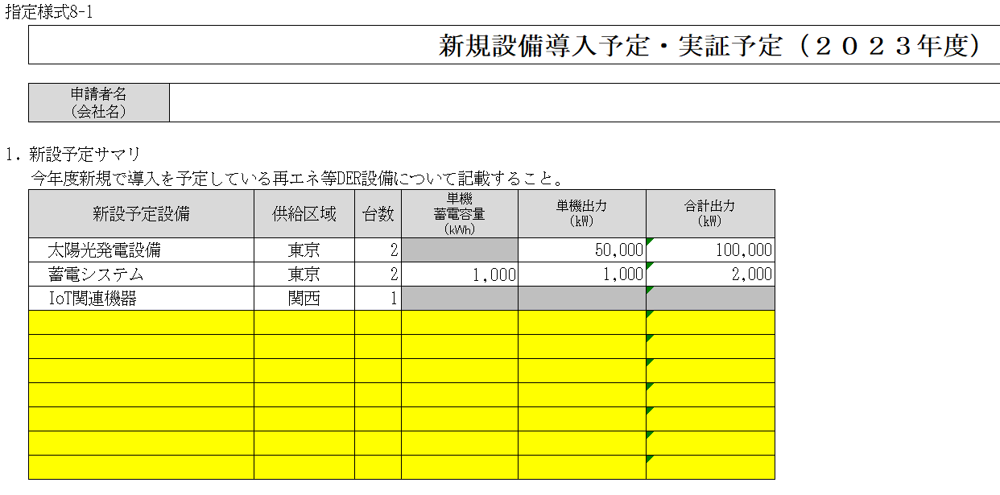 指定様式8-1
新規設備導入予定・実証予定（２０２３年度）
申請者名
（会社名）
1. 新設予定サマリ
今年度新規で導入を予定している再エネ等DER設備について記載すること。
新設予定設備 供給区域 台数 単機 蓄電容量 (kWh) 単機出力 (kW) 合計出力 (kW)
太陽光発電設備 東京 2 50,000 100,000
蓄電システム 東京 2 1,000 1,000 2,000
IoT関連機器 関西 1